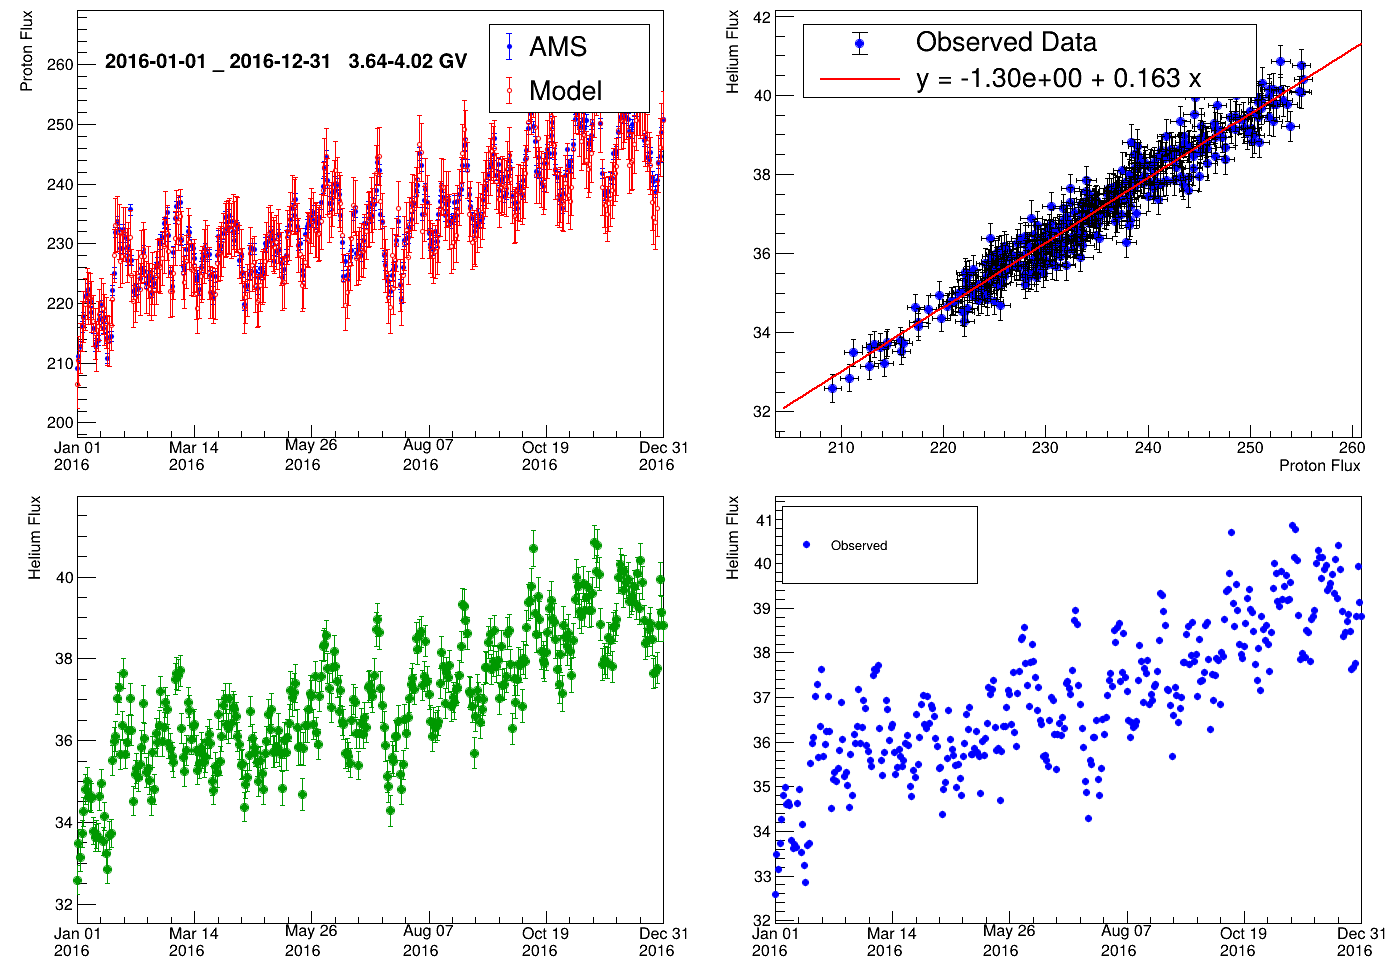 Proton Flux
260
250
240
230
220
210
200
2016-01-01 _ 2016-12-31 3.64-4.02 GV
AMS
Model
Jan 01 2016
Mar 14 2016
May 26 2016
Aug 07 2016
Oct 19 2016
Dec 31 2016
Helium Flux
42
40
38
36
34
32
Observed Data
y = -1.30e+00 + 0.163 x
210 220 230 240 250 260
Proton Flux
Helium Flux
40
38
36
34
32
Jan 01 2016
Mar 14 2016
May 26 2016
Aug 07 2016
Oct 19 2016
Dec 31 2016
Helium Flux
41
40
39
38
37
36
35
34
33
32
Observed
Jan 01 2016
Mar 14 2016
May 26 2016
Aug 07 2016
Oct 19 2016
Dec 31 2016